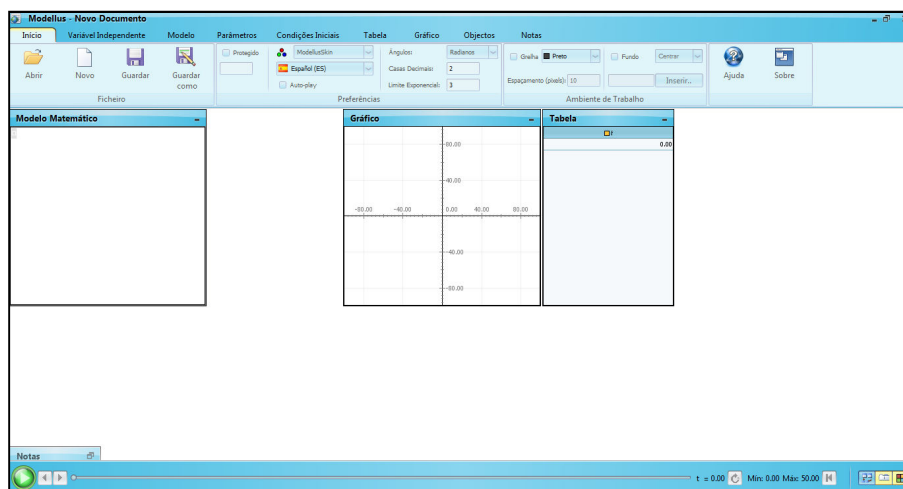 Modellus - Novo Documento
Início Variável Independente Modelo Parâmetros Condições Iniciais Tabela Gráfico Objectos Notas
Protegido ModellusSkin Ângulos: Radianos Grelha Preto Fundo Centrar
Español (ES) Casas Decimais: 2
Abrir Novo Guardar Guardar como Auto-play Limite Exponencial: 3 Espaçamento (pixels): 10 Inserir.. Ajuda Sobre
Ficheiro Preferências Ambiente de Trabalho
Modelo Matemático Gráfico Tabela
t
0.00
80.00
40.00
-80.00 -40.00 0.00 40.00 80.00
-40.00
-80.00
Notas
t = 0.00 Mín: 0.00 Máx: 50.00